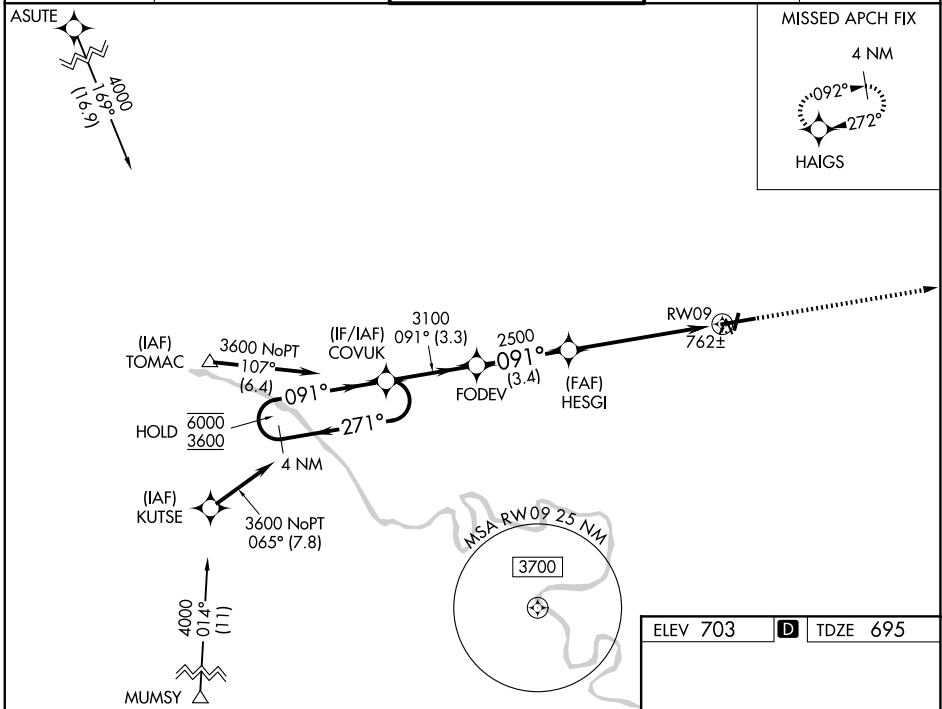 ASUTE
4000
169°
(16.9)
MISSED APCH FIX
4 NM
092°
272°
HAIGS
(IAF)
TOMAC
3600 NoPT
107°
(6.4)
(IF/IAF)
COVUK
3100
091° (3.3)
2500
091°
(3.4)
FODEV
(FAF)
HESGI
RW09
762±
091°
271°
HOLD
6000
3600
4 NM
(IAF)
KUTSE
3600 NoPT
065° (7.8)
4000
014°
(11)
MUMSY
MSA RW09 25 NM
3700
ELEV 703 D TDZE 695